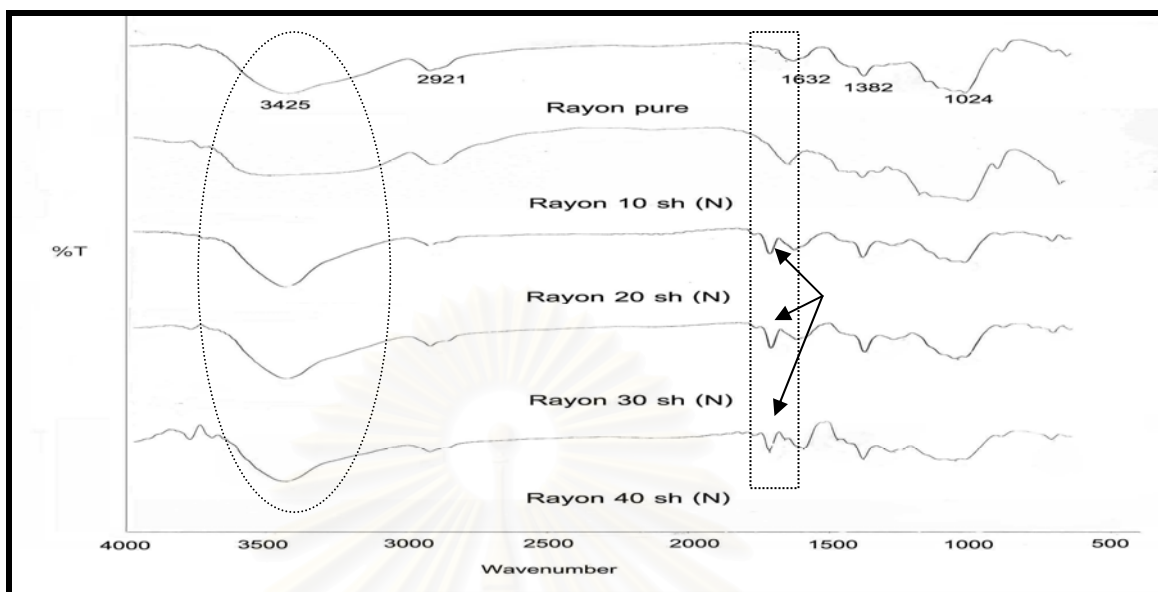 3425
2921
1632
1382
1024
Rayon pure
Rayon 10 sh (N)
%T
Rayon 20 sh (N)
Rayon 30 sh (N)
Rayon 40 sh (N)
4000 3500 3000 2500 2000 1500 1000 500
Wavenumber